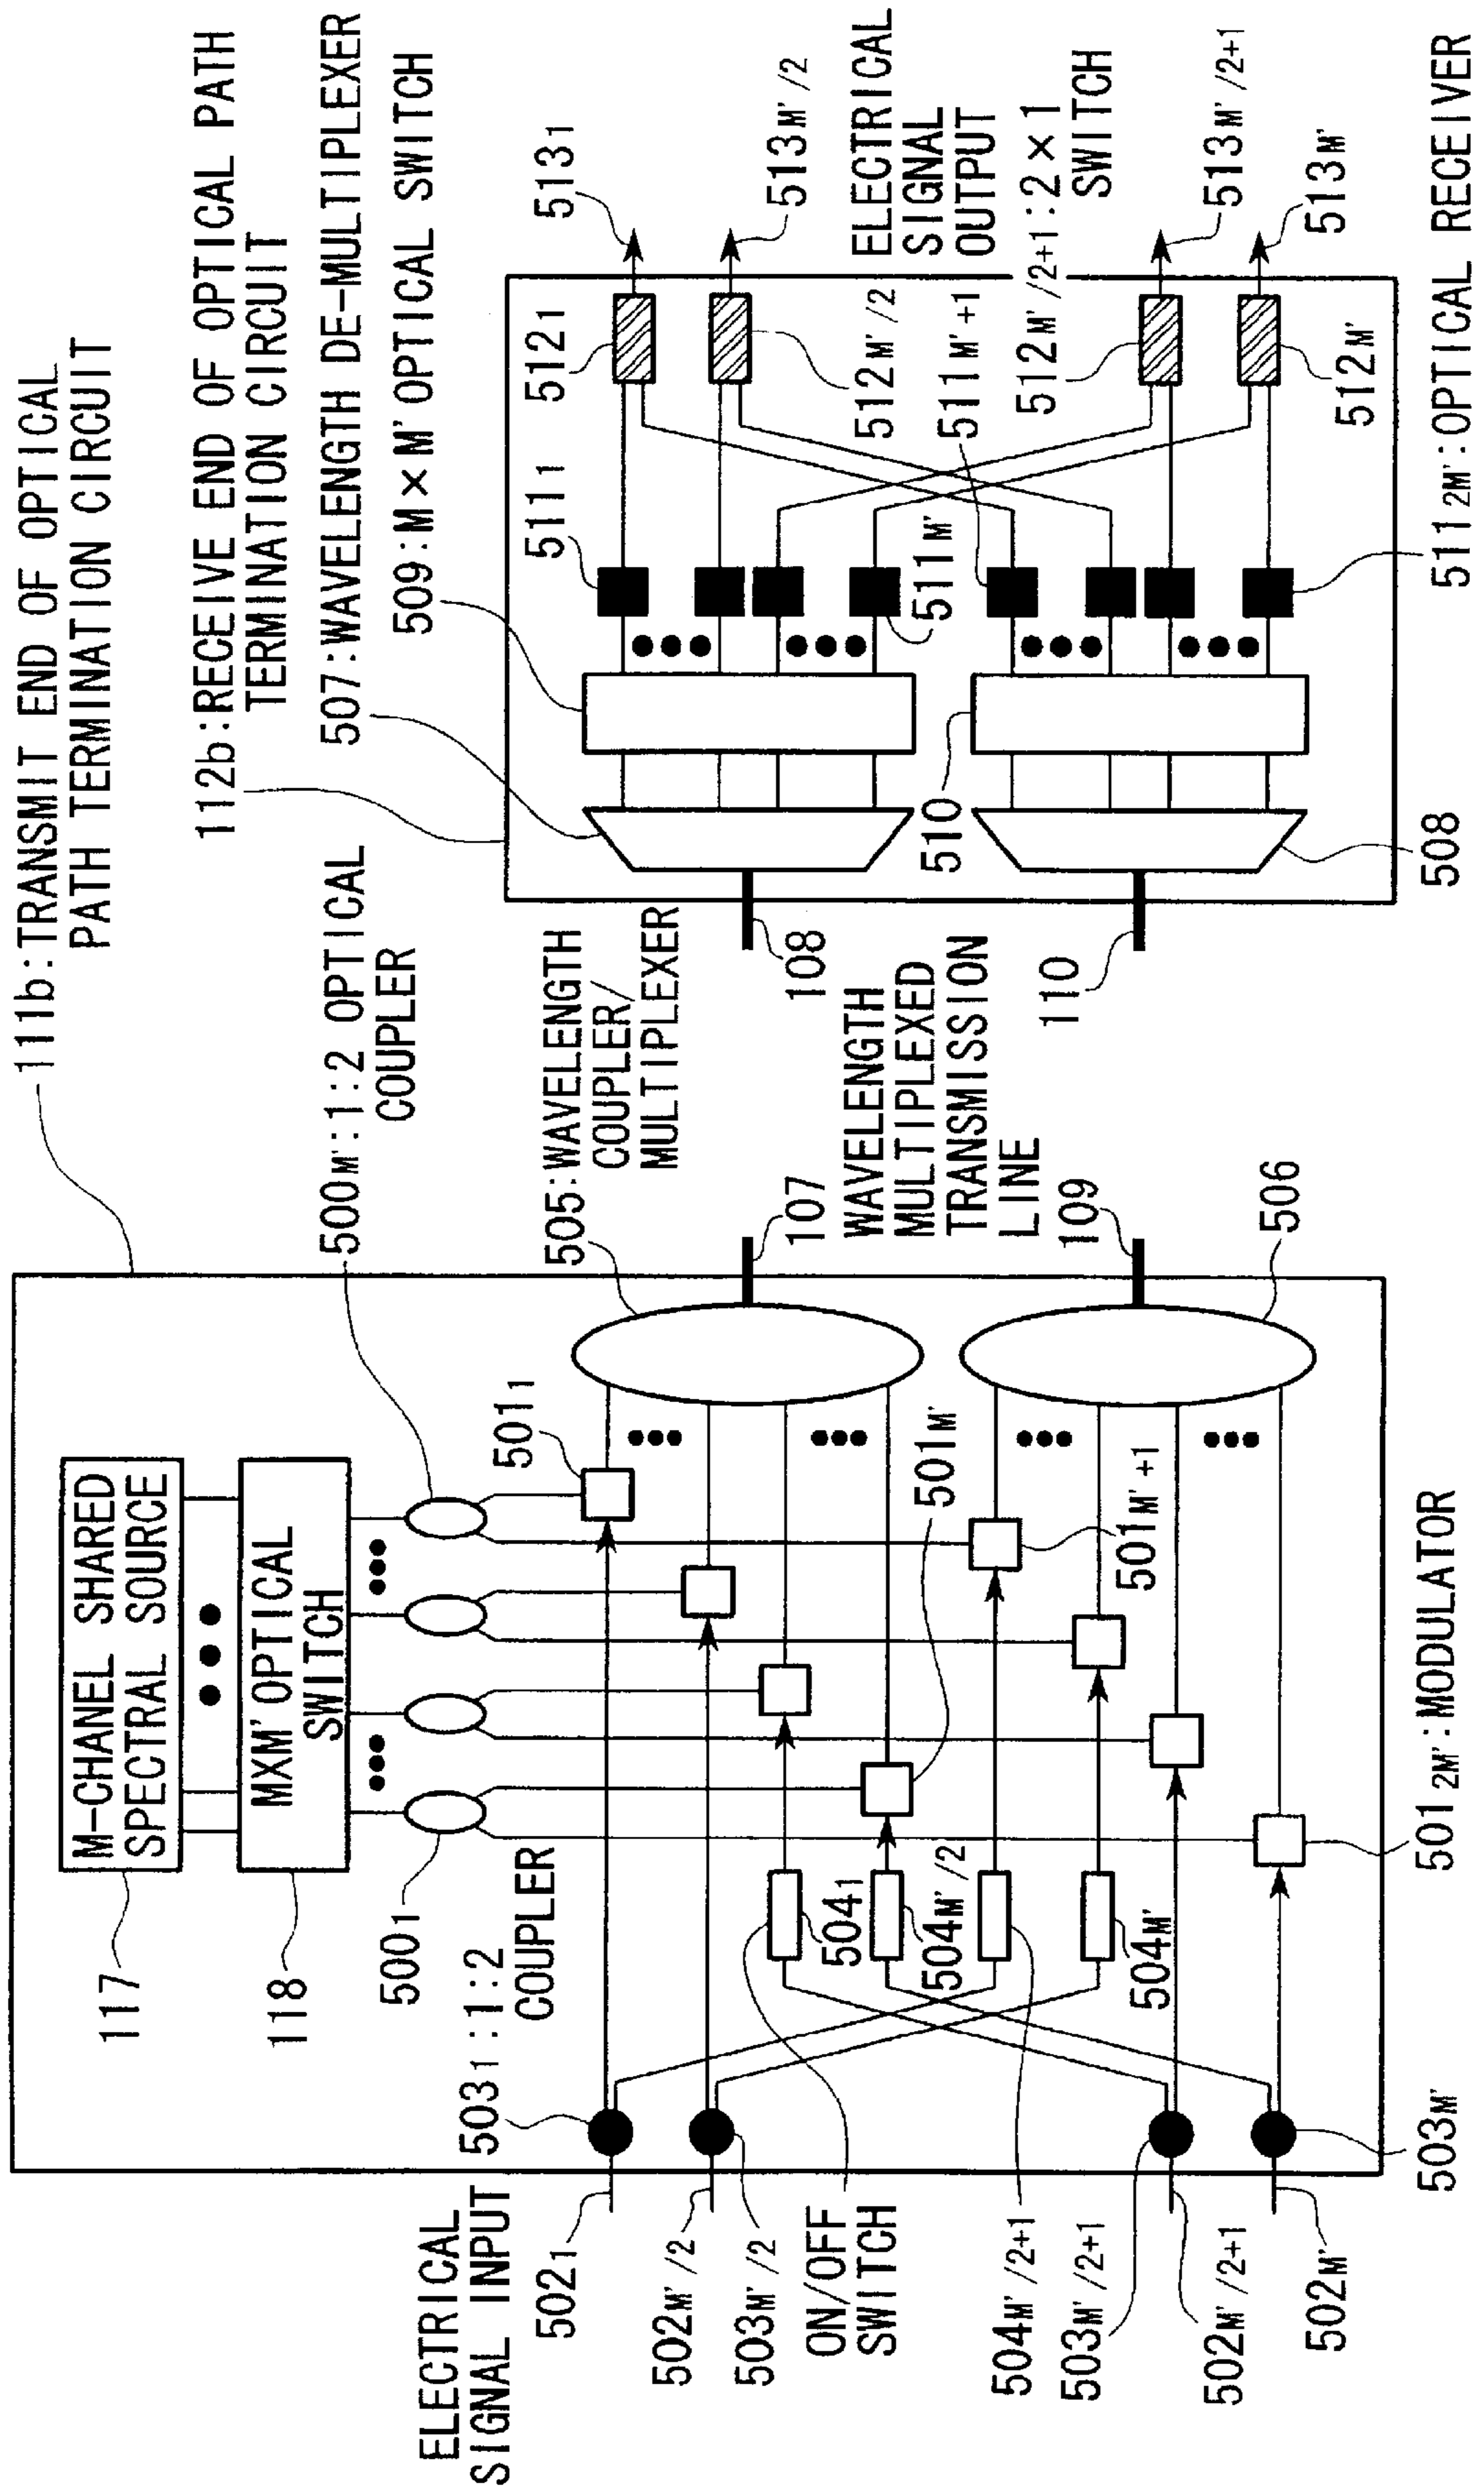 111b:TRANSMIT END OF OPTICAL
PATH TERMINATION CIRCUIT
112b:RECEIVE END OF OPTICAL PATH
TERMINATION CIRCUIT
507:WAVELENGTH DE-MULTIPLEXER
509:M×M'OPTICAL SWITCH
500M':1:2 OPTICAL
COUPLER
M-CHANEL SHARED
SPECTRAL SOURCE
MXM'OPTICAL
SWITCH
117
118
5001
5031:1:2
COUPLER
5011
501M'
501M'+1
5012M':MODULATOR
505:WAVELENGTH
COUPLER/
MULTIPLEXER
107
WAVELENGTH
MULTIPLEXED
TRANSMISSION
LINE
109
506
108
110
ELECTRICAL
SIGNAL INPUT
5021
502M'/2
503M'/2
ON/OFF
SWITCH
5041
504M'/2
504M'/2+1
504M'
503M'/2+1
502M'/2+1
502M'
503M'
510
508
5111
511M'
511M'+1
5112M':OPTICAL RECEIVER
5121
512M'/2
512M'/2+1:2×1
SWITCH
512M'
5131
513M'/2
ELECTRICAL
SIGNAL
OUTPUT
513M'/2+1
513M'